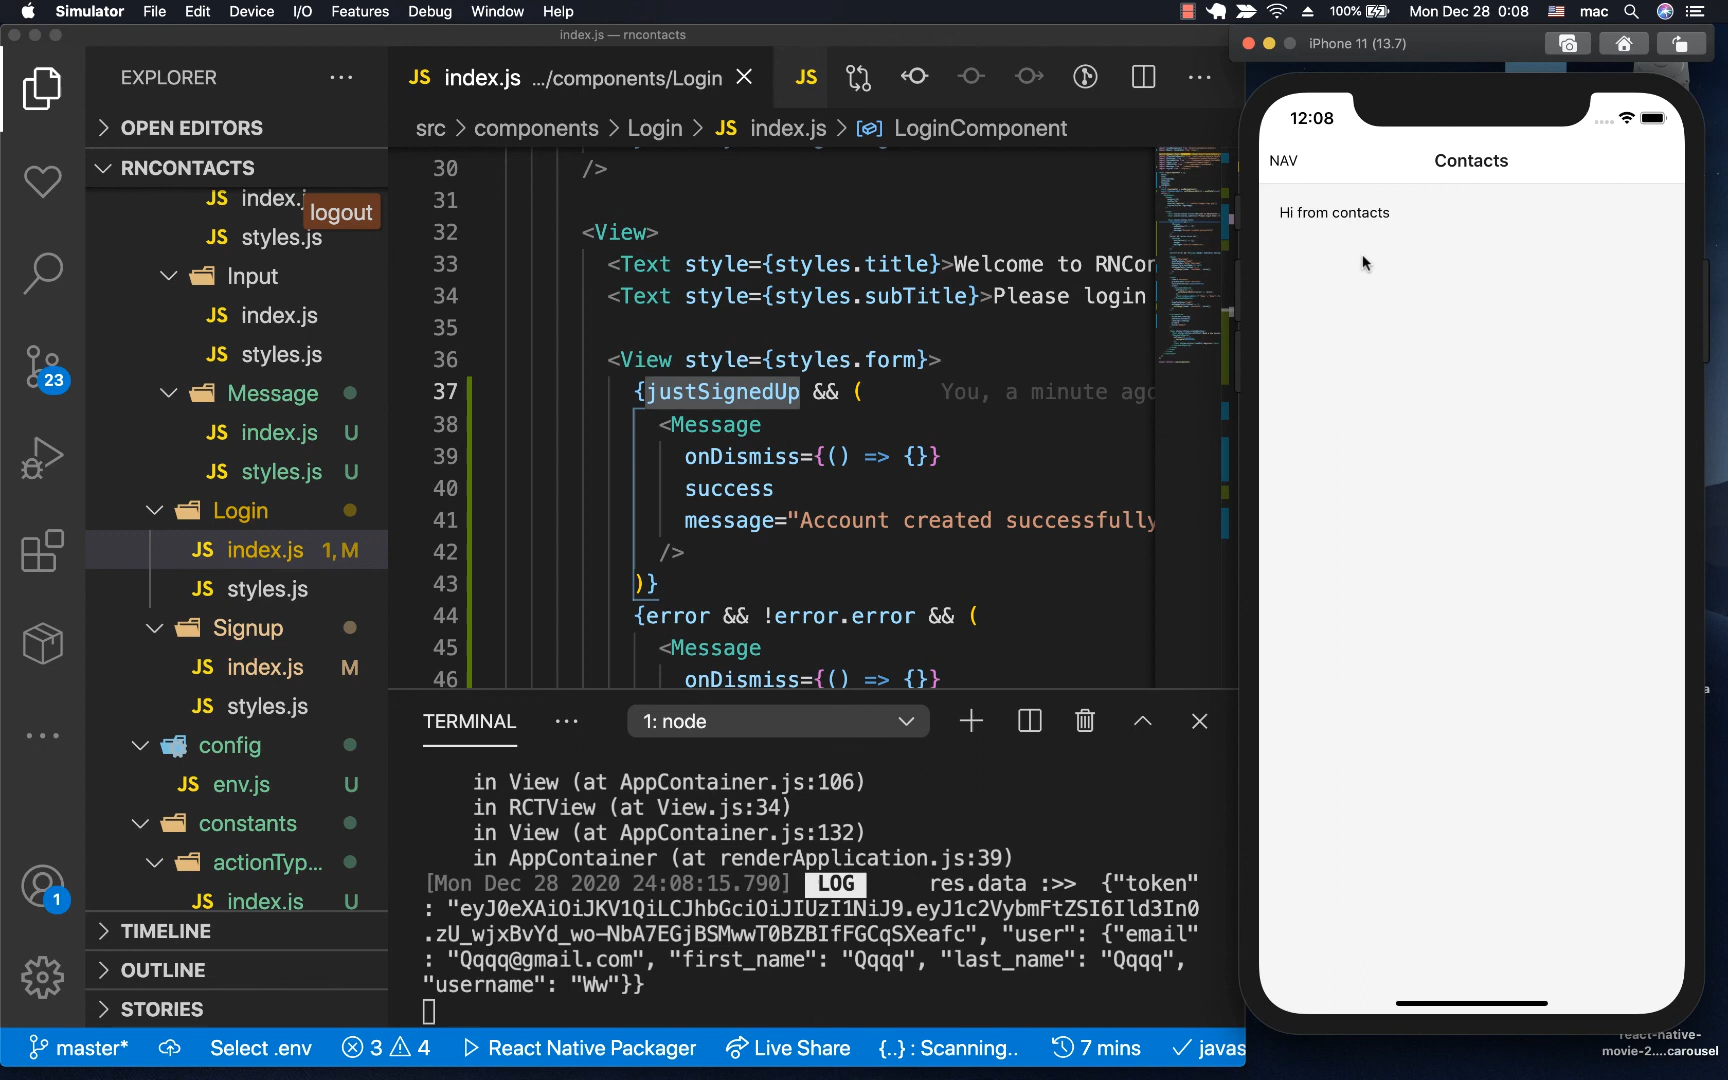 Simulator File Edit Device I/O Features Debug Window Help
100% Mon Dec 28 0:08 mac
index.js — rncontacts
iPhone 11 (13.7)
EXPLORER
JS index.js .../components/Login
JS
OPEN EDITORS
src > components > Login > JS index.js > LoginComponent
RNCONTACTS
JS index.j
logout
JS styles.js
Input
JS index.js
JS styles.js
Message
JS index.js U
JS styles.js U
Login
JS index.js 1, M
JS styles.js
Signup
JS index.js M
JS styles.js
config
JS env.js U
constants
actionTyp...
JS index.js U
TIMELINE
OUTLINE
STORIES
23
1
30 />
31
32 <View>
33 <Text style={styles.title}>Welcome to RNCon
34 <Text style={styles.subTitle}>Please login
35
36 <View style={styles.form}>
37 {justSignedUp && ( You, a minute ago
38 <Message
39 onDismiss={() => {}}
40 success
41 message="Account created successfully
42 />
43 )}
44 {error && !error.error && (
45 <Message
46 onDismiss={() => {}}
TERMINAL
1: node
in View (at AppContainer.js:106)
in RCTView (at View.js:34)
in View (at AppContainer.js:132)
in AppContainer (at renderApplication.js:39)
[Mon Dec 28 2020 24:08:15.790] LOG res.data :>> {"token"
: "eyJ0eXAiOiJKV1QiLCJhbGciOiJIUzI1NiJ9.eyJ1c2VybmFtZSI6Ild3In0
.zU_wjxBvYd_wo-NbA7EGjBSMwwT0BZBIfFGCqSXeafc", "user": {"email"
: "Qqqq@gmail.com", "first_name": "Qqqq", "last_name": "Qqqq",
"username": "Ww"}}
master* Select .env 3 4 React Native Packager Live Share {..} : Scanning.. 7 mins javas
12:08
NAV Contacts
Hi from contacts
react-native-
movie-2....carousel